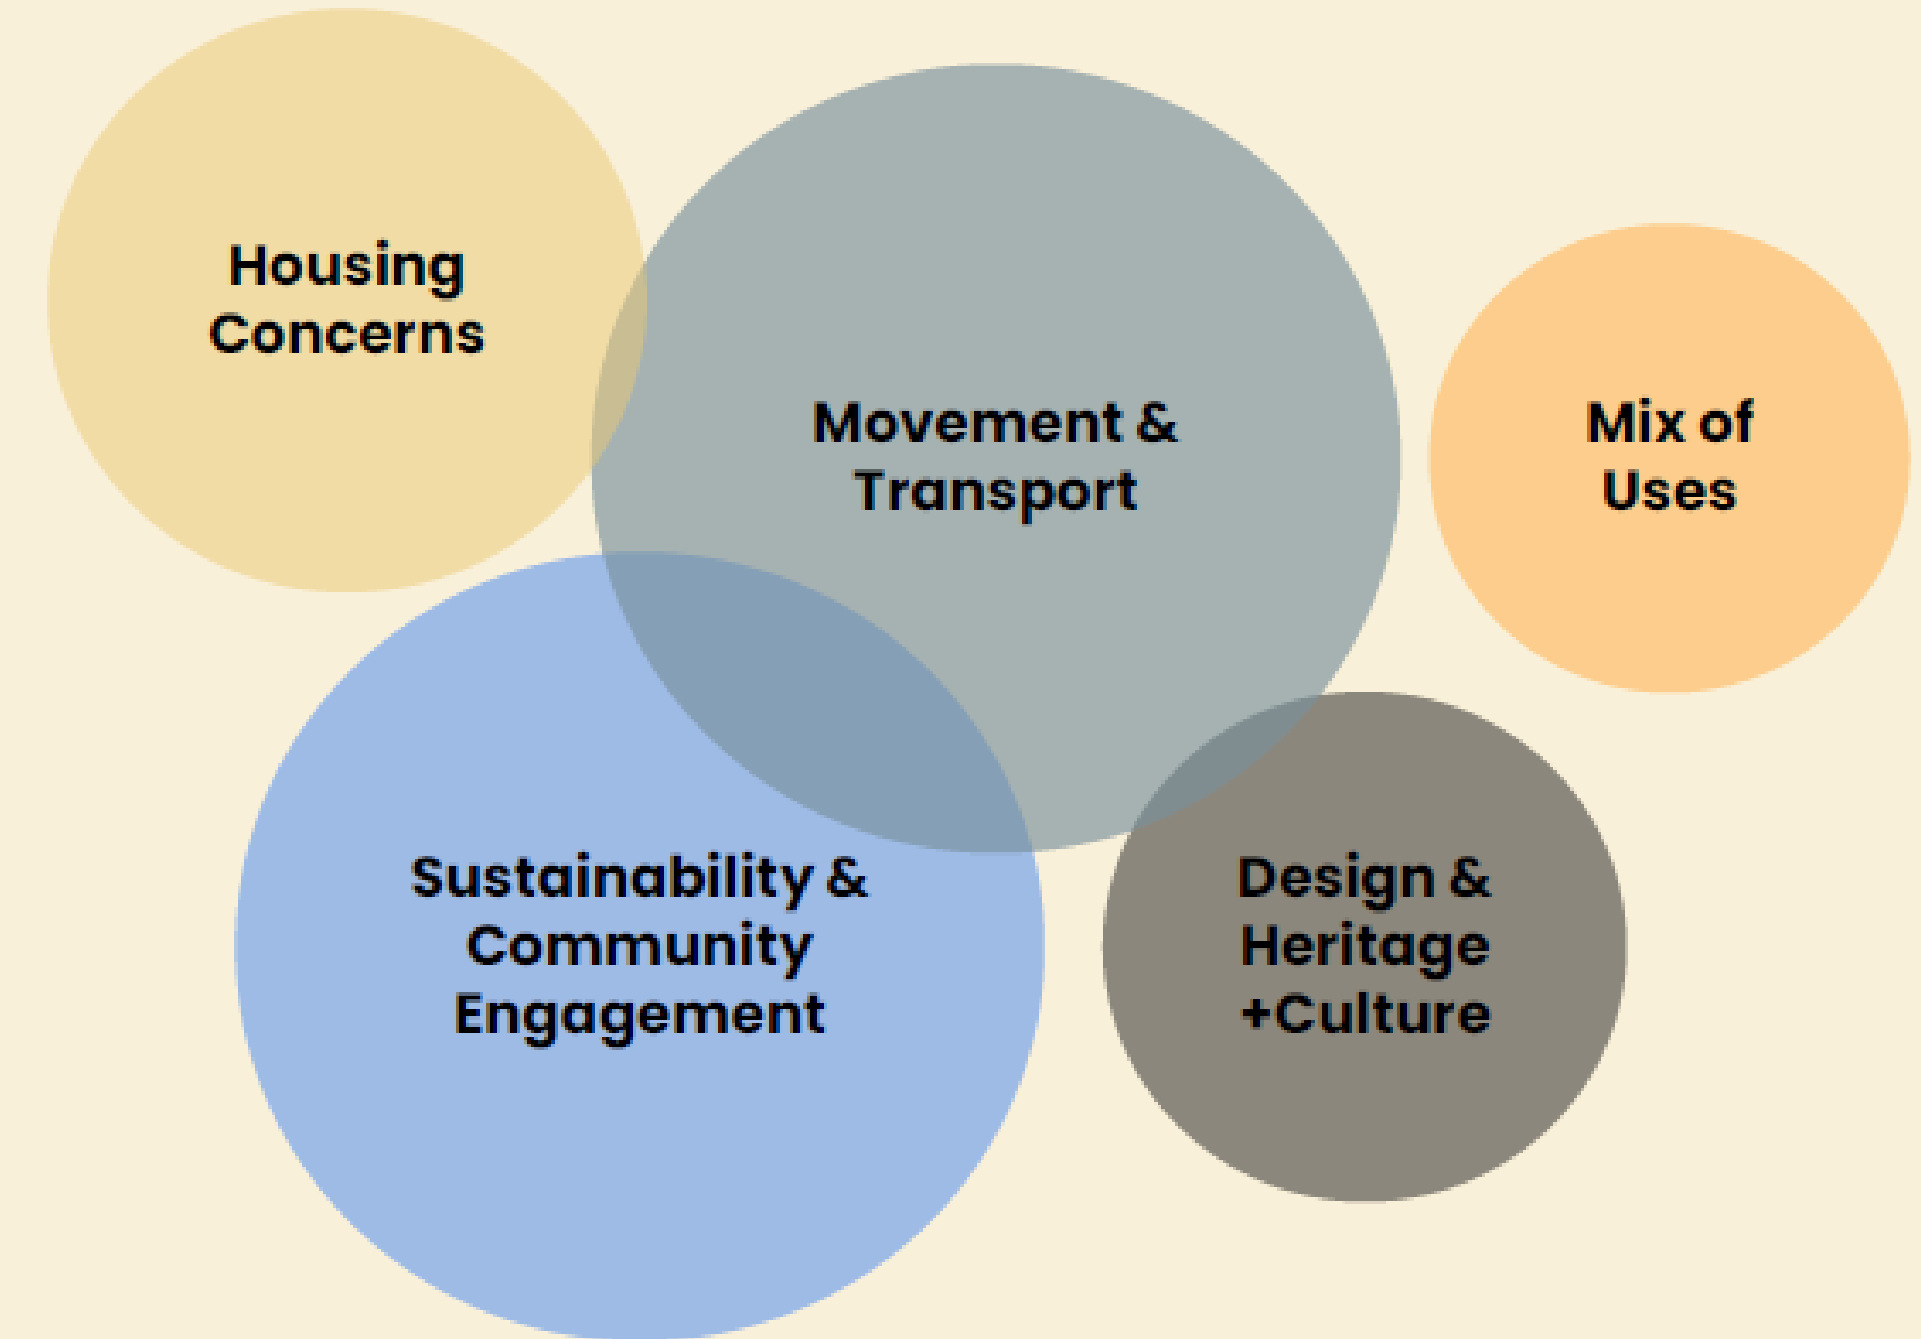 Housing
Concerns
Movement &
Transport
Mix of
Uses
Sustainability &
Community
Engagement
Design &
Heritage
+Culture